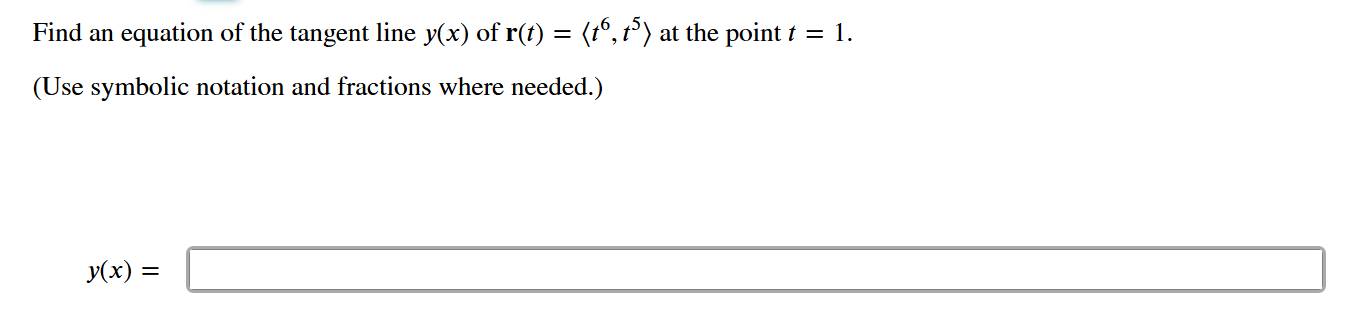 Find an equation of the tangent line y(x) of r(t) = ⟨t⁶, t⁵⟩ at the point t = 1.
(Use symbolic notation and fractions where needed.)
y(x) =